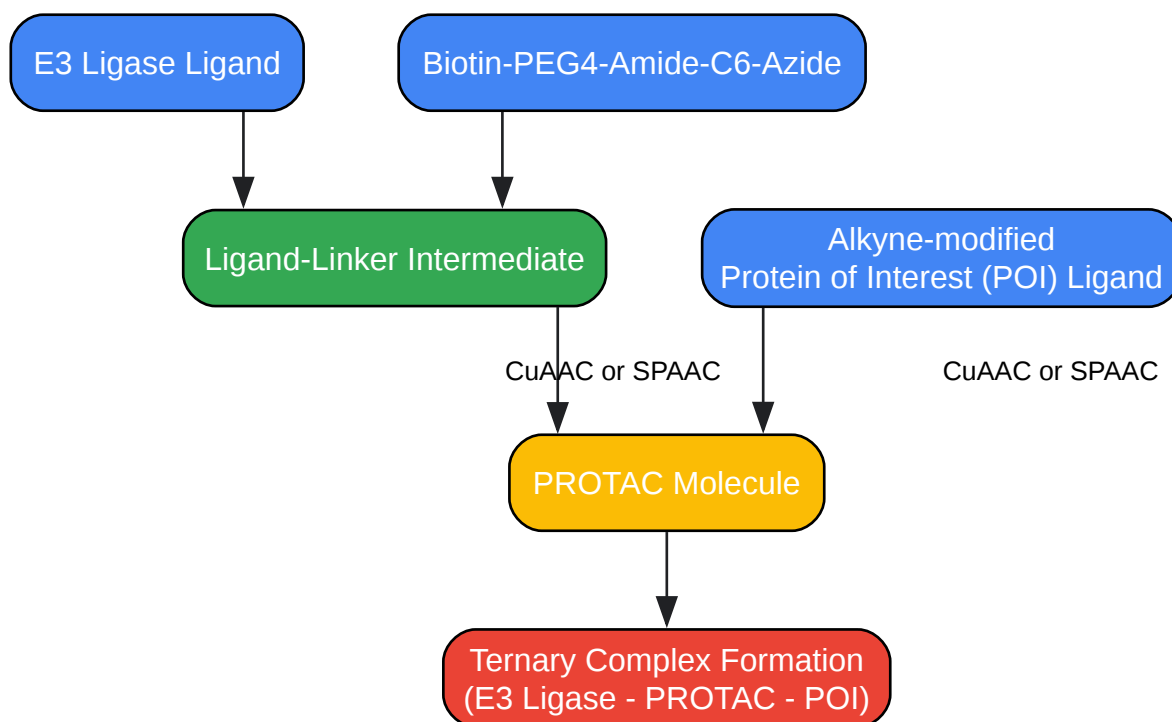 E3 Ligase Ligand
Biotin-PEG4-Amide-C6-Azide
Ligand-Linker Intermediate
Alkyne-modified
Protein of Interest (POI) Ligand
CuAAC or SPAAC
CuAAC or SPAAC
PROTAC Molecule
Ternary Complex Formation
(E3 Ligase - PROTAC - POI)